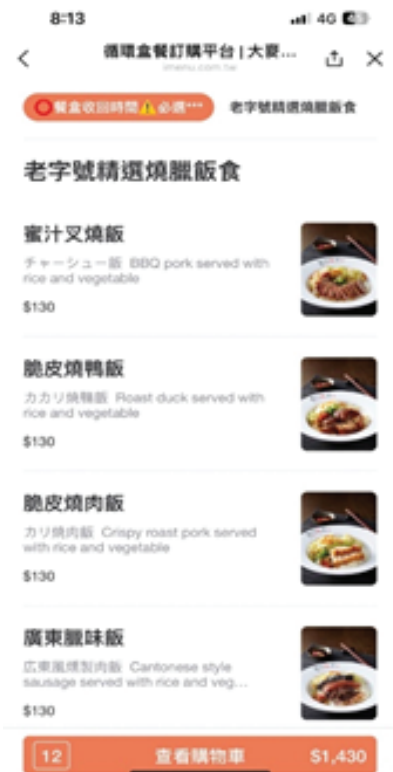 8:13
4G
循環盒餐訂購平台 | 大夏...
imenu.com.tw
⭕餐盒收回時間⚠️必選*** 老字號精選燒臘飯食
老字號精選燒臘飯食
蜜汁叉燒飯
チャーシュー飯 BBQ pork served with
rice and vegetable
$130
脆皮燒鴨飯
カカリ焼鴨飯 Roast duck served with
rice and vegetable
$130
脆皮燒肉飯
カリ焼肉飯 Crispy roast pork served
with rice and vegetable
$130
廣東臘味飯
広東風燻製肉飯 Cantonese style
sausage served with rice and veg...
$130
12 查看購物車 $1,430